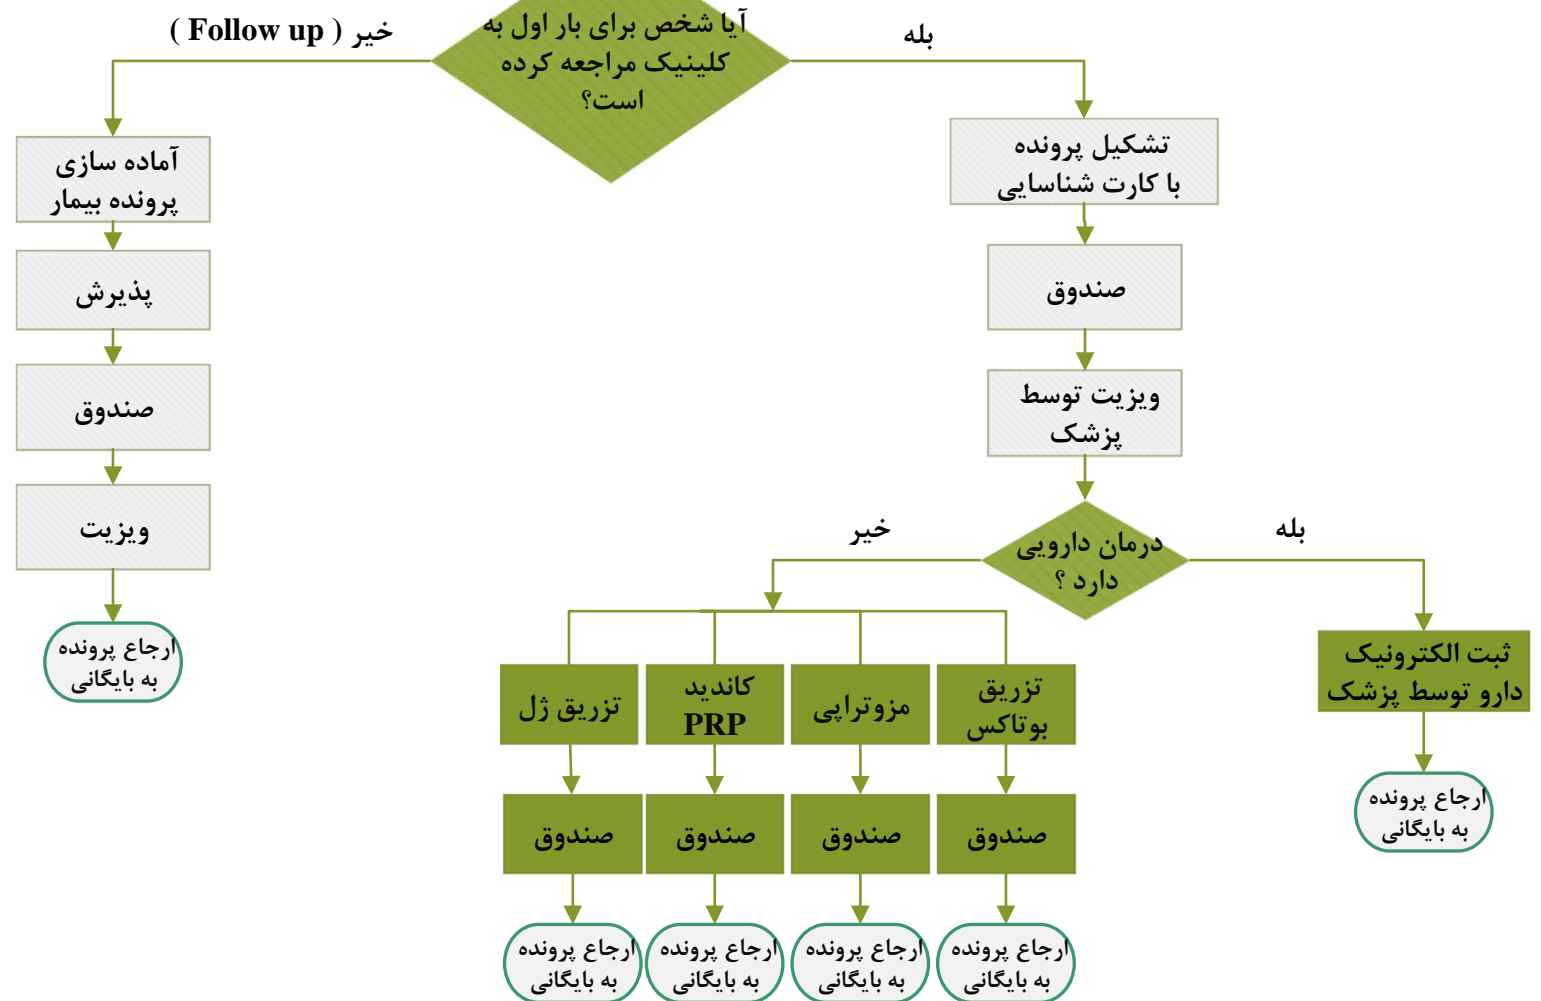 آیا شخص برای بار اول به
کلینیک مراجعه کرده
است؟
بله
خیر ( Follow up )
تشکیل پرونده
با کارت شناسایی
صندوق
ویزیت توسط
پزشک
درمان دارویی
دارد ؟
بله
ثبت الکترونیک
دارو توسط پزشک
ارجاع پرونده
به بایگانی
خیر
تزریق
بوتاکس
صندوق
ارجاع پرونده
به بایگانی
مزوتراپی
صندوق
ارجاع پرونده
به بایگانی
کاندید
PRP
صندوق
ارجاع پرونده
به بایگانی
تزریق ژل
صندوق
ارجاع پرونده
به بایگانی
آماده سازی
پرونده بیمار
پذیرش
صندوق
ویزیت
ارجاع پرونده
به بایگانی